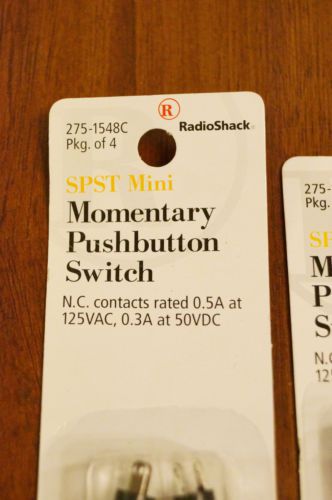 275-1548C
Pkg. of 4
R
RadioShack
SPST Mini
Momentary
Pushbutton
Switch
N.C. contacts rated 0.5A at
125VAC, 0.3A at 50VDC
275-
Pkg.